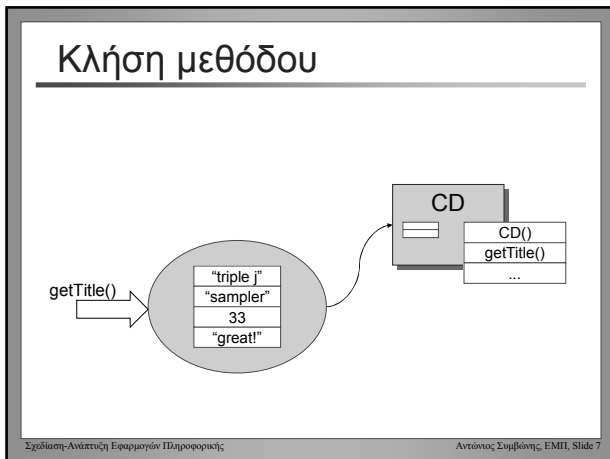 Κλήση μεθόδου
CD
CD()
getTitle()
...
getTitle()
“triple j”
“sampler”
33
“great!”
Σχεδίαση-Ανάπτυξη Εφαρμογών Πληροφορικής
Αντώνιος Συμβώνης, ΕΜΠ, Slide 7